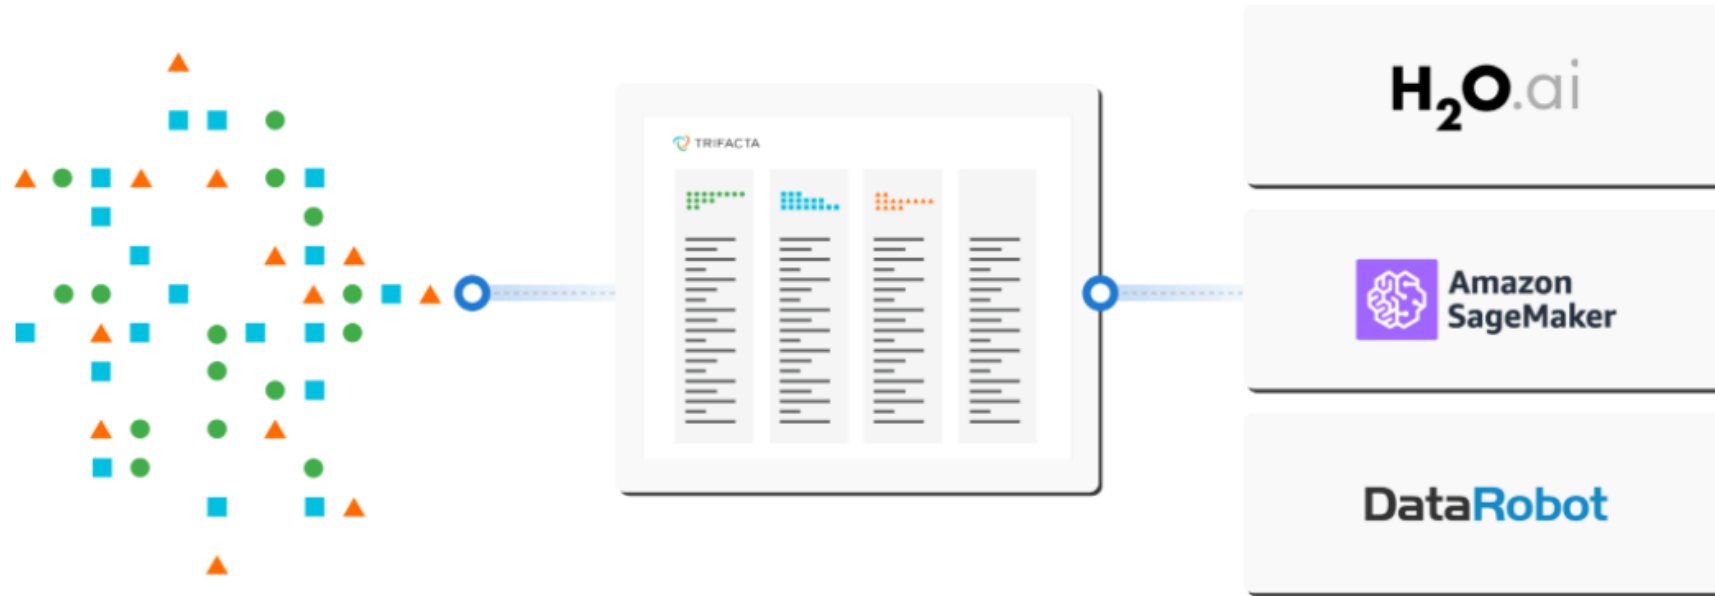 TRIFACTA
H2O.ai
Amazon
SageMaker
DataRobot